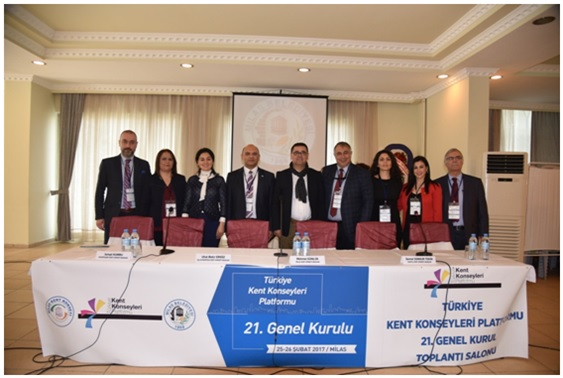 Kent
Konseyleri
Türkiye
Kent Konseyleri
Platformu
21. Genel Kurulu
25-26 ŞUBAT 2017 / MİLAS
Kent
Konseyleri
TÜRKİYE
KENT KONSEYLERİ PLATFORMU
21. GENEL KURUL
TOPLANTI SALONU